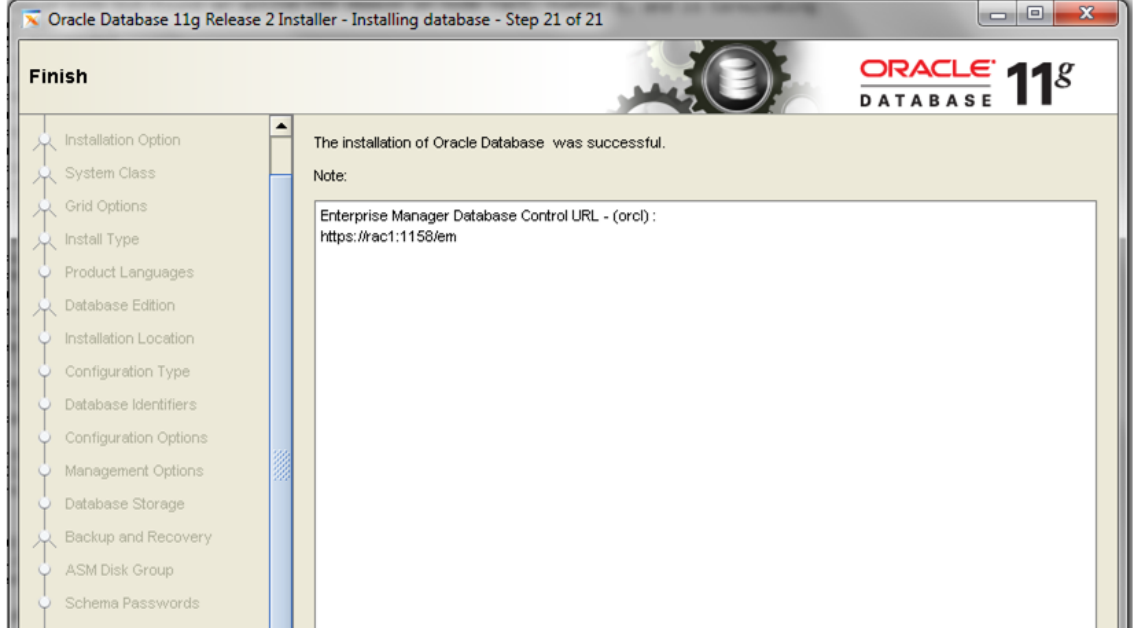 Oracle Database 11g Release 2 Installer - Installing database - Step 21 of 21
Finish
ORACLE
DATABASE 11g
Installation Option
System Class
Grid Options
Install Type
Product Languages
Database Edition
Installation Location
Configuration Type
Database Identifiers
Configuration Options
Management Options
Database Storage
Backup and Recovery
ASM Disk Group
Schema Passwords
The installation of Oracle Database  was successful.
Note:
Enterprise Manager Database Control URL - (orcl) :
https://rac1:1158/em